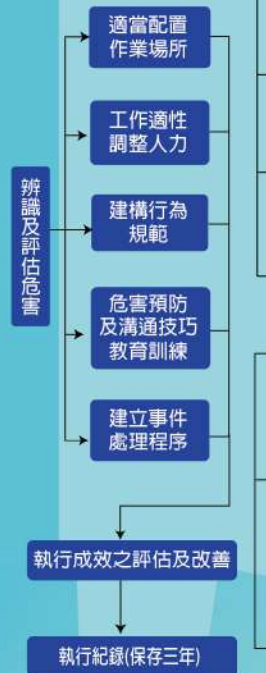 適當配置
作業場所
工作適性
調整人力
辨識及評估危害
建構行為
規範
危害預防
及溝通技巧
教育訓練
建立事件
處理程序
執行成效之評估及改善
執行紀錄(保存三年)